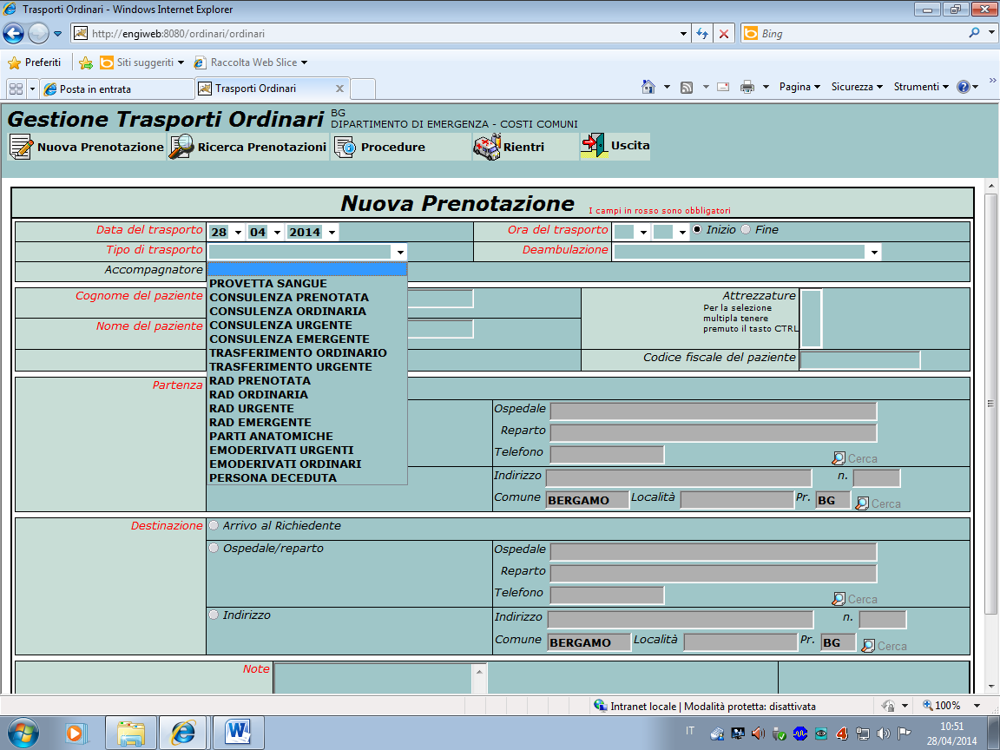 Trasporti Ordinari - Windows Internet Explorer
http://engiweb:8080/ordinari/ordinari
Bing
Preferiti
Siti suggeriti
Raccolta Web Slice
Posta in entrata
Trasporti Ordinari
Pagina
Sicurezza
Strumenti
Gestione Trasporti Ordinari
BG
DIPARTIMENTO DI EMERGENZA - COSTI COMUNI
Nuova Prenotazione
Ricerca Prenotazioni
Procedure
Rientri
Uscita
Nuova Prenotazione
I campi in rosso sono obbligatori
Data del trasporto 28 04 2014
Ora del trasporto Inizio Fine
Tipo di trasporto
Deambulazione
Accompagnatore
PROVETTA SANGUE
CONSULENZA PRENOTATA
CONSULENZA ORDINARIA
CONSULENZA URGENTE
CONSULENZA EMERGENTE
TRASFERIMENTO ORDINARIO
TRASFERIMENTO URGENTE
RAD PRENOTATA
RAD ORDINARIA
RAD URGENTE
RAD EMERGENTE
PARTI ANATOMICHE
EMODERIVATI URGENTI
EMODERIVATI ORDINARI
PERSONA DECEDUTA
Cognome del paziente
Nome del paziente
Attrezzature
Per la selezione
multipla tenere
premuto il tasto CTRL
Codice fiscale del paziente
Partenza
Ospedale
Reparto
Telefono
Cerca
Indirizzo
n.
Comune BERGAMO Località Pr. BG Cerca
Destinazione
Arrivo al Richiedente
Ospedale/reparto
Ospedale
Reparto
Telefono
Cerca
Indirizzo
Indirizzo
n.
Comune BERGAMO Località Pr. BG Cerca
Note
Intranet locale | Modalità protetta: disattivata
100%
IT
10:51
28/04/2014